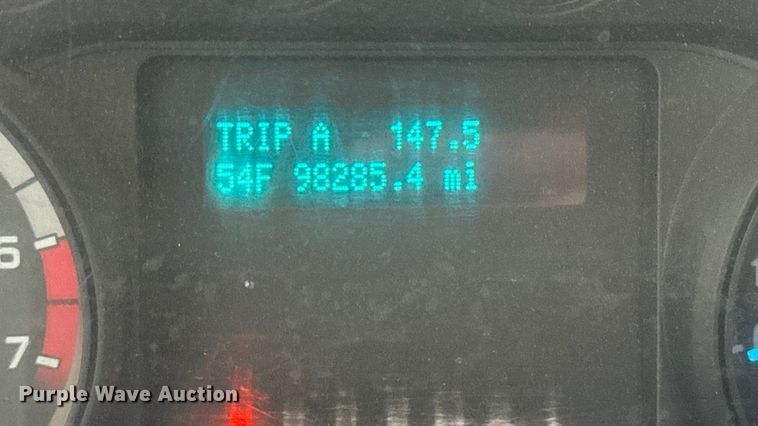 TRIP A 147.5
54F 98285.4 mi
6
7
Purple Wave Auction